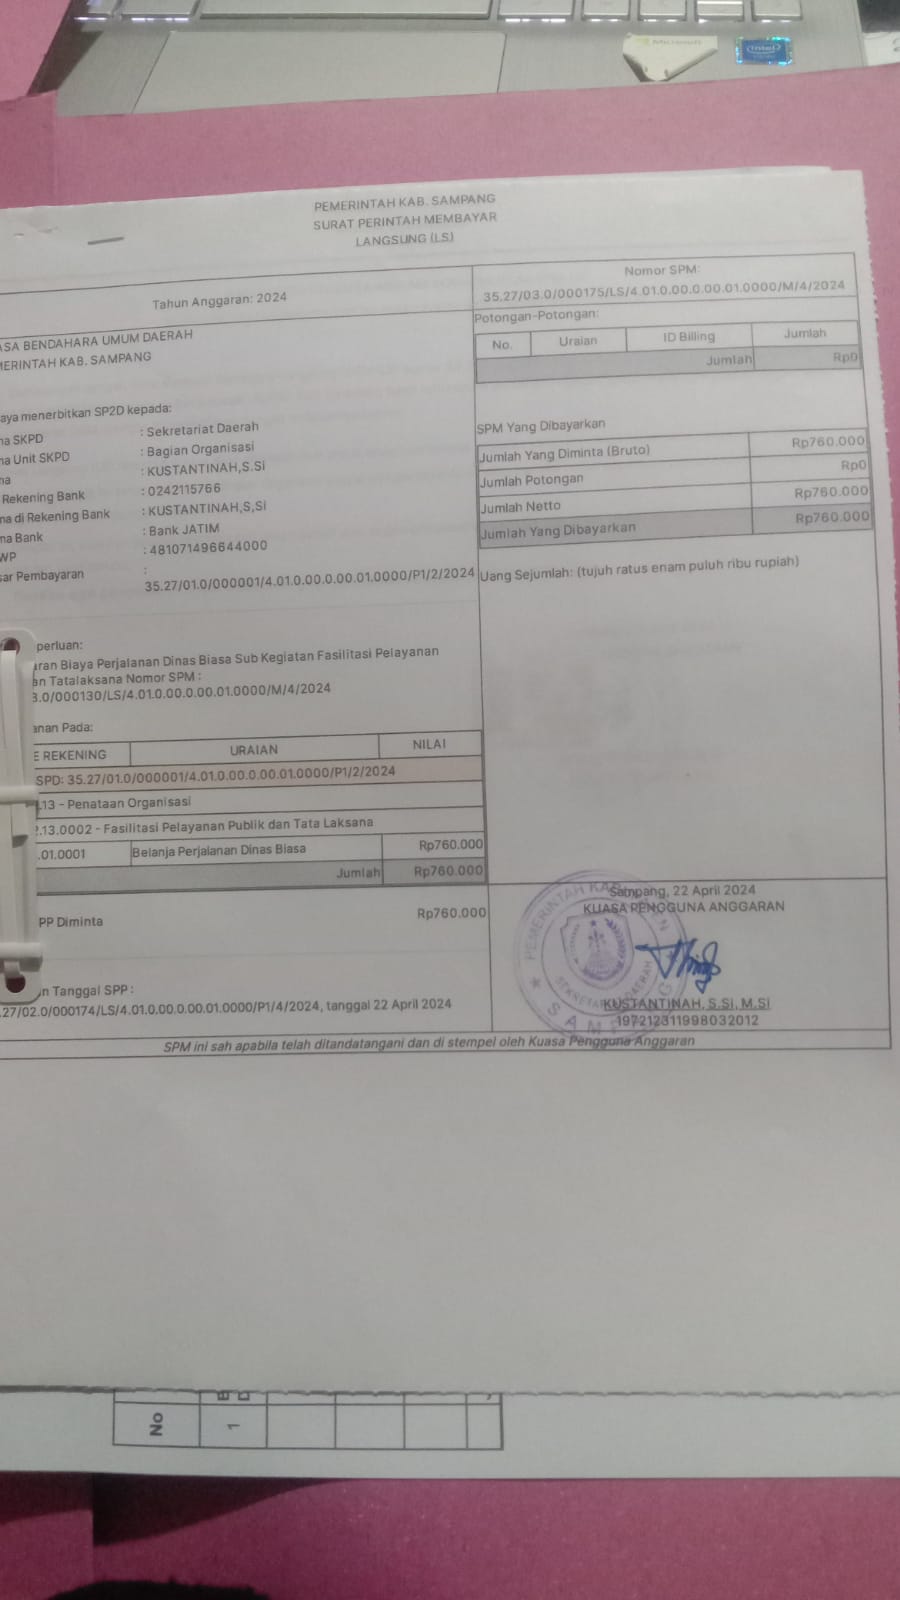 Microsoft
intel
PEMERINTAH KAB. SAMPANG
SURAT PERINTAH MEMBAYAR
LANGSUNG (LS)
Tahun Anggaran: 2024
Nomor SPM:
35.27/03.0/000175/LS/4.01.0.00.0.00.01.0000/M/4/2024
ASA BENDAHARA UMUM DAERAH
MERINTAH KAB. SAMPANG
aya menerbitkan SP2D kepada:
na SKPD : Sekretariat Daerah
na Unit SKPD : Bagian Organisasi
na : KUSTANTINAH,S.Si
Rekening Bank : 0242115766
na di Rekening Bank : KUSTANTINAH,S,Si
na Bank : Bank JATIM
WP : 481071496644000
sar Pembayaran :
35.27/01.0/000001/4.01.0.00.0.00.01.0000/P1/2/2024
Potongan-Potongan:
No. Uraian ID Billing Jumlah
Jumlah Rp0
SPM Yang Dibayarkan
Jumlah Yang Diminta (Bruto) Rp760.000
Jumlah Potongan Rp0
Jumlah Netto Rp760.000
Jumlah Yang Dibayarkan Rp760.000
Uang Sejumlah: (tujuh ratus enam puluh ribu rupiah)
perluan:
aran Biaya Perjalanan Dinas Biasa Sub Kegiatan Fasilitasi Pelayanan
an Tatalaksana Nomor SPM :
3.0/000130/LS/4.01.0.00.0.00.01.0000/M/4/2024
anan Pada:
E REKENING URAIAN NILAI
SPD: 35.27/01.0/000001/4.01.0.00.0.00.01.0000/P1/2/2024
.13 - Penataan Organisasi
2.13.0002 - Fasilitasi Pelayanan Publik dan Tata Laksana
.01.0001 Belanja Perjalanan Dinas Biasa Rp760.000
Jumlah Rp760.000
PP Diminta Rp760.000
n Tanggal SPP :
.27/02.0/000174/LS/4.01.0.00.0.00.01.0000/P1/4/2024, tanggal 22 April 2024
Sampang, 22 April 2024
KUASA PENGGUNA ANGGARAN
PEMERINTAH KABUPATEN
SEKRETARIAT DAERAH
SAMPANG
KUSTANTINAH, S.Si, M.Si
197212311998032012
SPM ini sah apabila telah ditandatangani dan di stempel oleh Kuasa Pengguna Anggaran
No
1